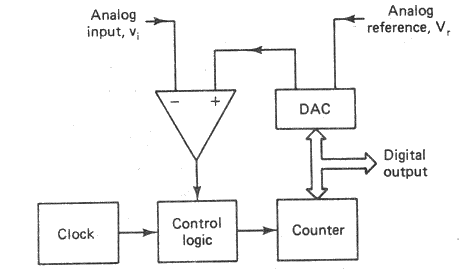 Analog
input, vᵢ
Analog
reference, Vᵣ
− +
DAC
Digital
output
Clock
Control
logic
Counter